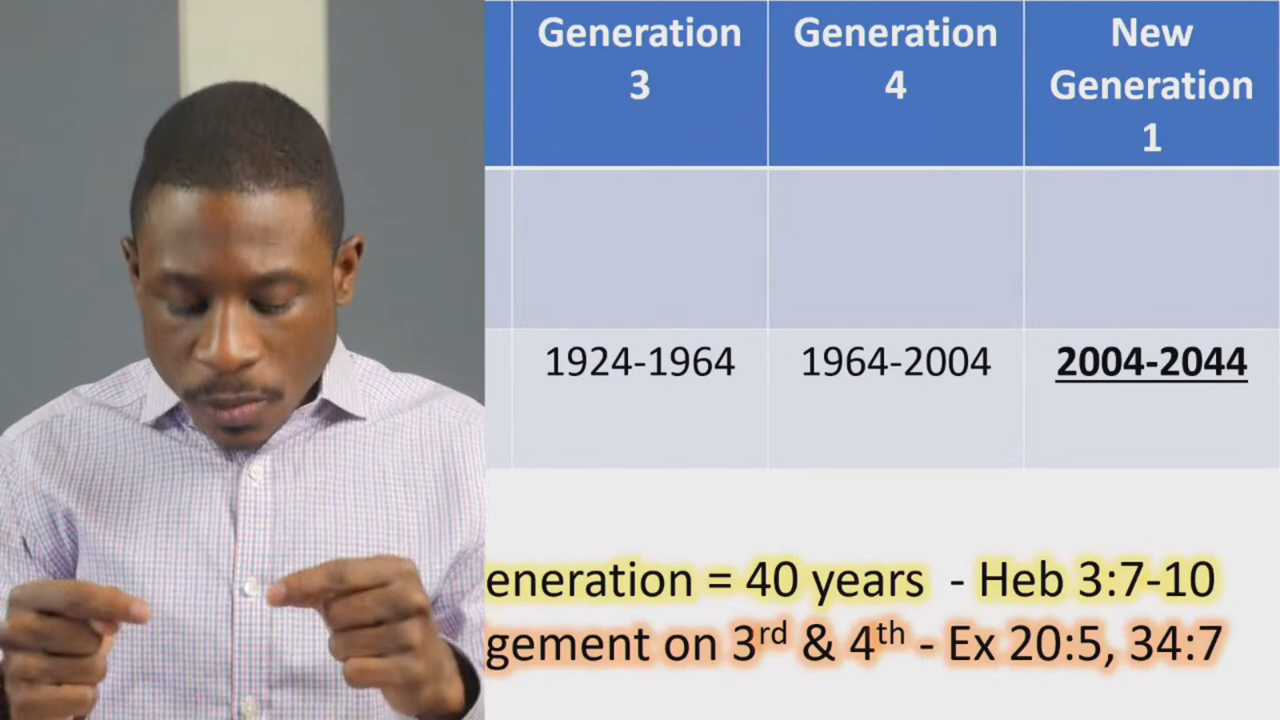 Generation
3
Generation
4
New
Generation
1
1924-1964
1964-2004
2004-2044
eneration = 40 years - Heb 3:7-10
gement on 3rd & 4th - Ex 20:5, 34:7